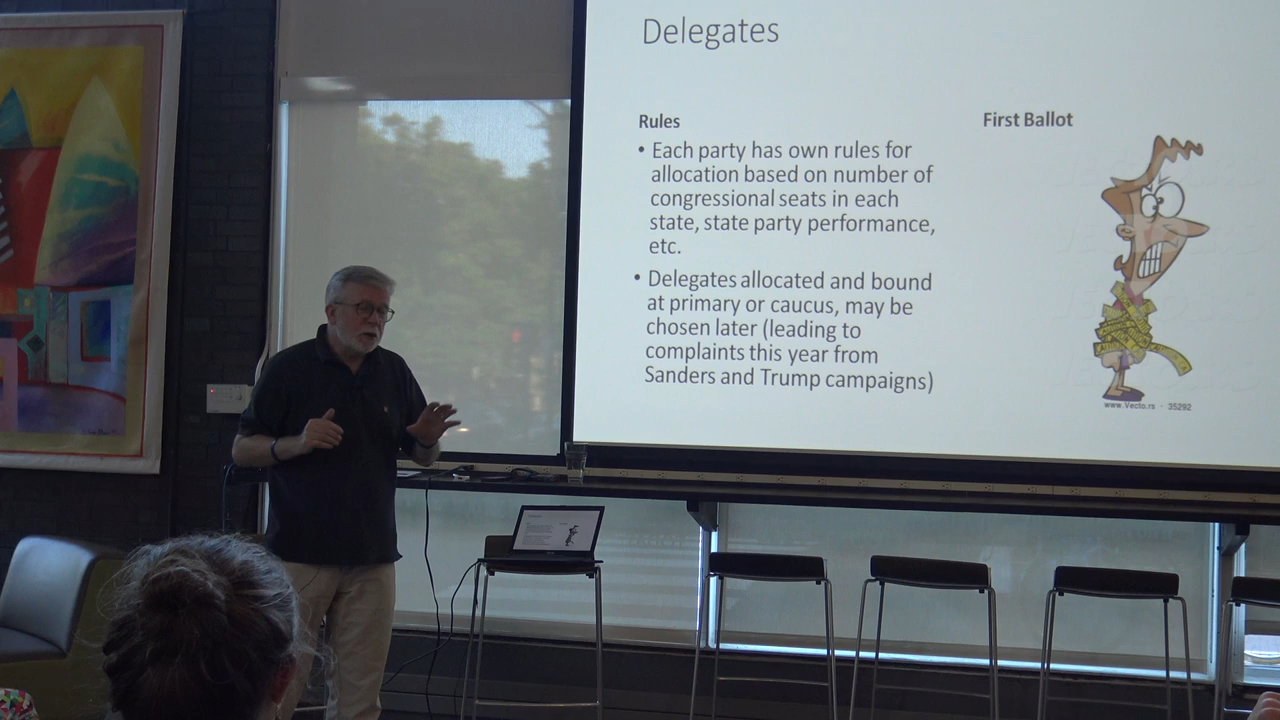 Delegates
Rules
• Each party has own rules for
allocation based on number of
congressional seats in each
state, state party performance,
etc.
• Delegates allocated and bound
at primary or caucus, may be
chosen later (leading to
complaints this year from
Sanders and Trump campaigns)
First Ballot
www.Vecto.rs - 35292